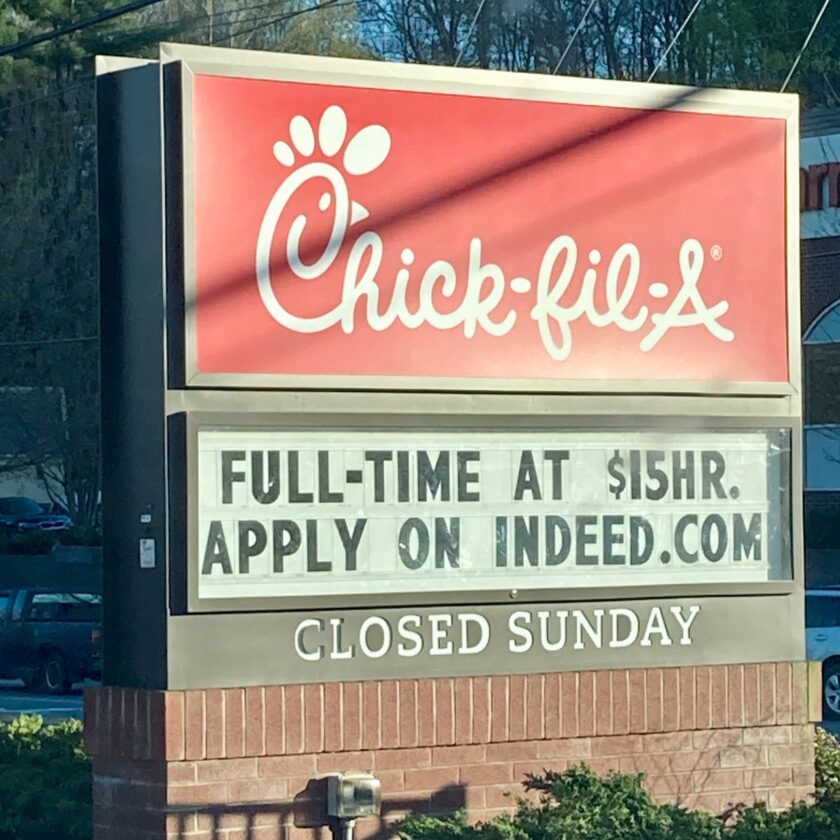 Chick-fil-A®
FULL-TIME AT $15HR.
APPLY ON INDEED.COM
CLOSED SUNDAY